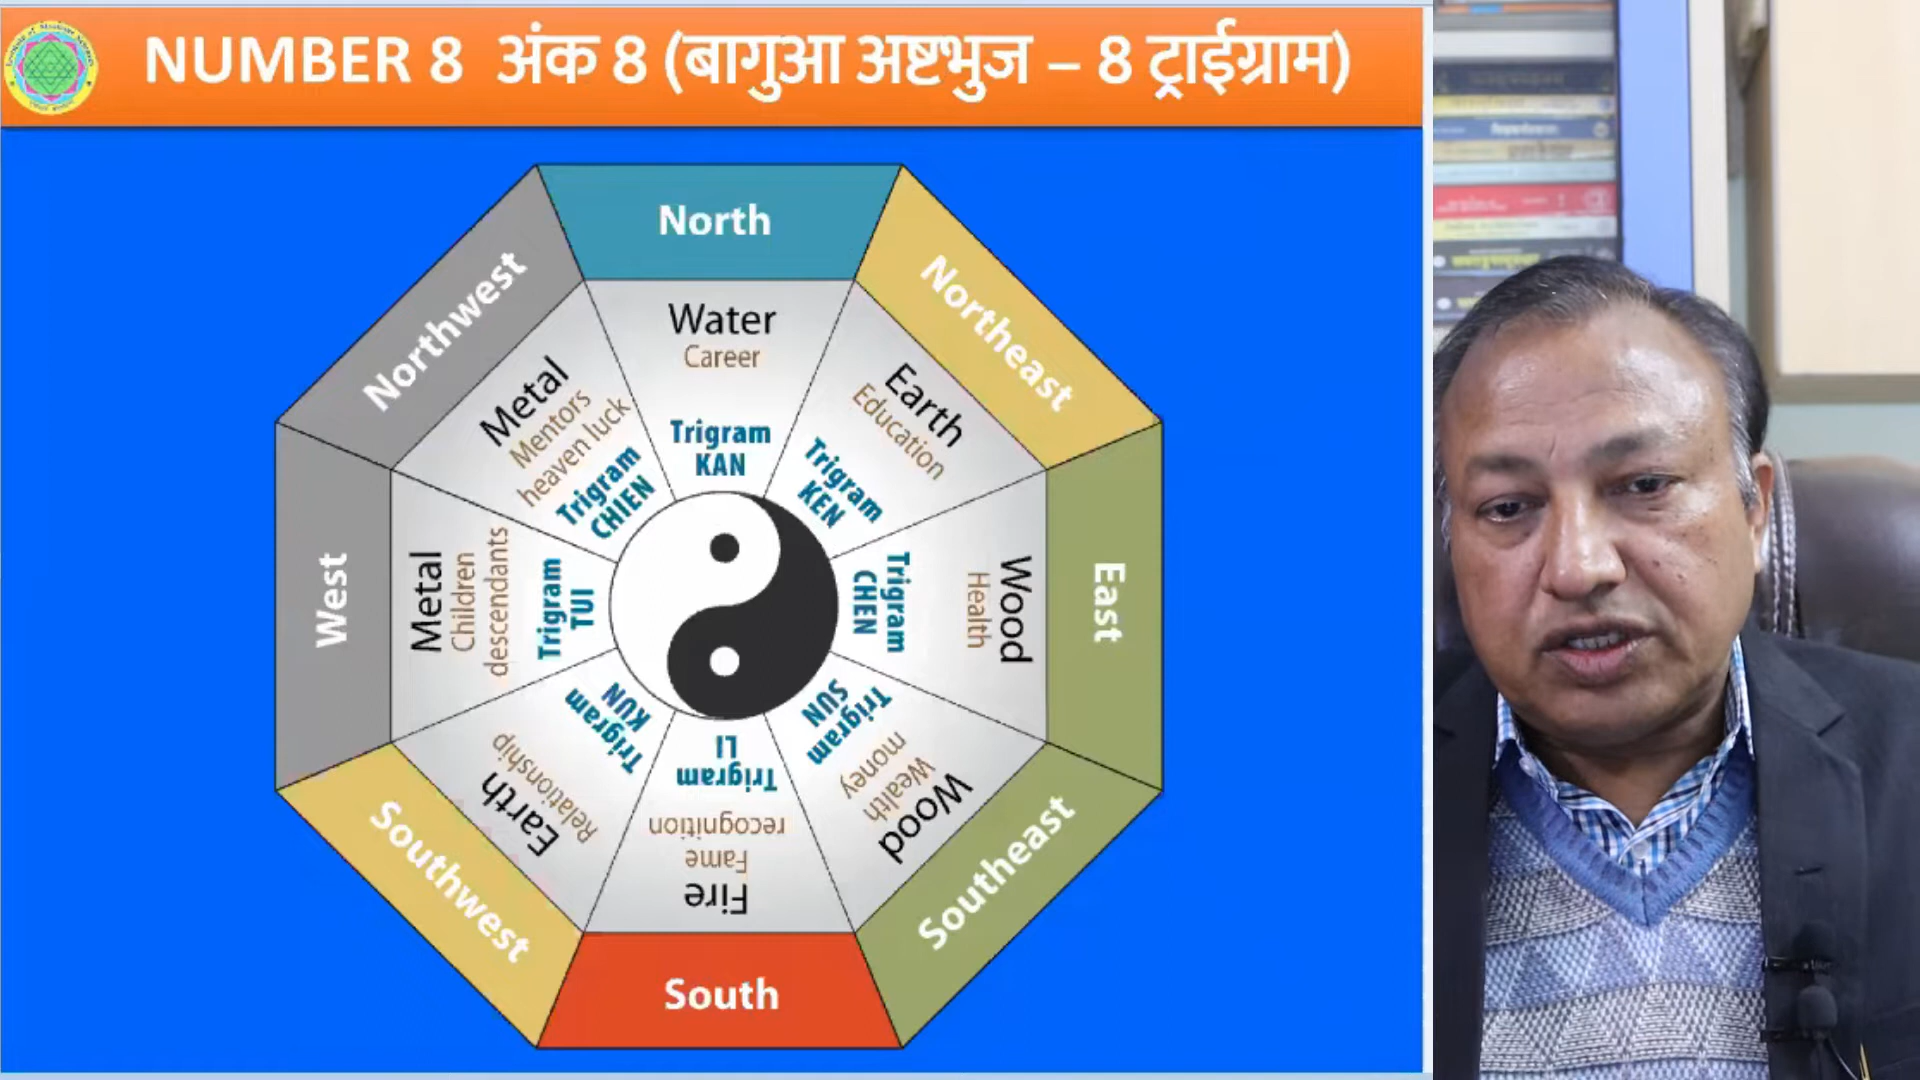 NUMBER 8 अंक 8 (बागुआ अष्टभुज – 8 ट्राईग्राम)
North
Water
Career
Trigram
KAN
Northeast
Earth
Education
Trigram
KEN
East
Wood
Health
Trigram
CHEN
Southeast
Wood
Wealth
money
Trigram
SUN
South
Fire
Fame
recognition
Trigram
LI
Southwest
Earth
Relationship
Trigram
KUN
West
Metal
Children
descendants
Trigram
TUI
Northwest
Metal
Mentors
heaven luck
Trigram
CHIEN